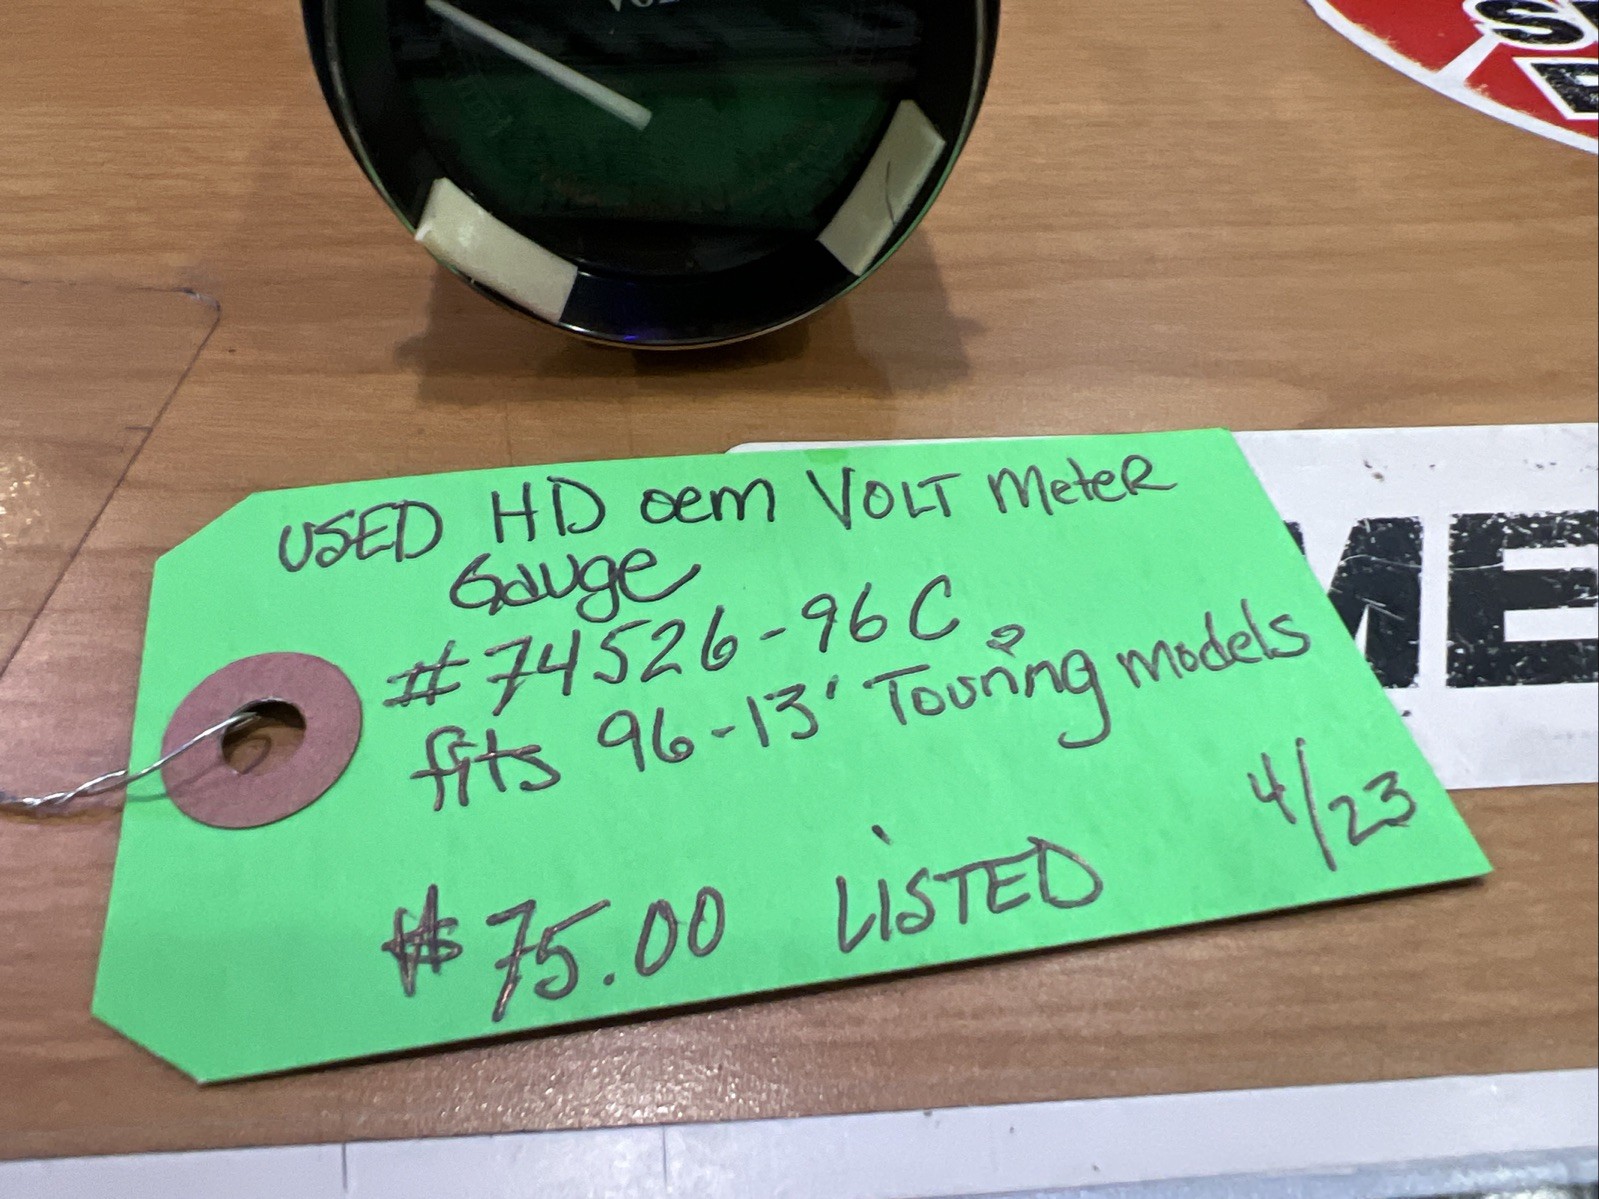 USED HD oem VOLT Meter
Gauge
#74526-96C
fits 96-13' Touring models
4/23
$75.00 LISTED
ME